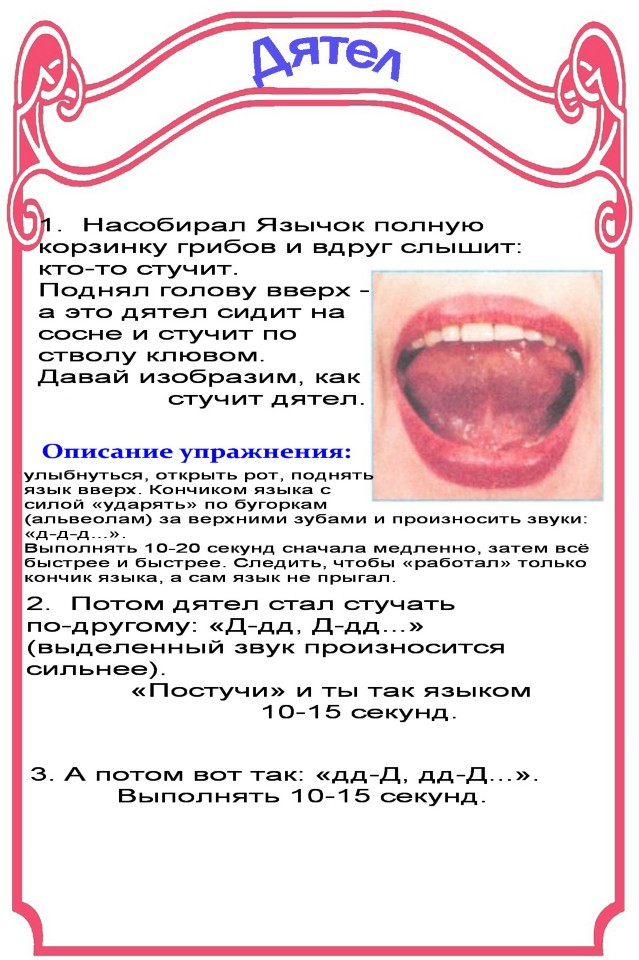 Дятел
1. Насобирал Язычок полную
корзинку грибов и вдруг слышит:
кто-то стучит.
Поднял голову вверх -
а это дятел сидит на
сосне и стучит по
стволу клювом.
Давай изобразим, как
стучит дятел.
Описание упражнения:
улыбнуться, открыть рот, поднять
язык вверх. Кончиком языка с
силой «ударять» по бугоркам
(альвеолам) за верхними зубами и произносить звуки:
«д-д-д...».
Выполнять 10-20 секунд сначала медленно, затем всё
быстрее и быстрее. Следить, чтобы «работал» только
кончик языка, а сам язык не прыгал.
2. Потом дятел стал стучать
по-другому: «Д-дд, Д-дд...»
(выделенный звук произносится
сильнее).
«Постучи» и ты так языком
10-15 секунд.
3. А потом вот так: «дд-Д, дд-Д...».
Выполнять 10-15 секунд.